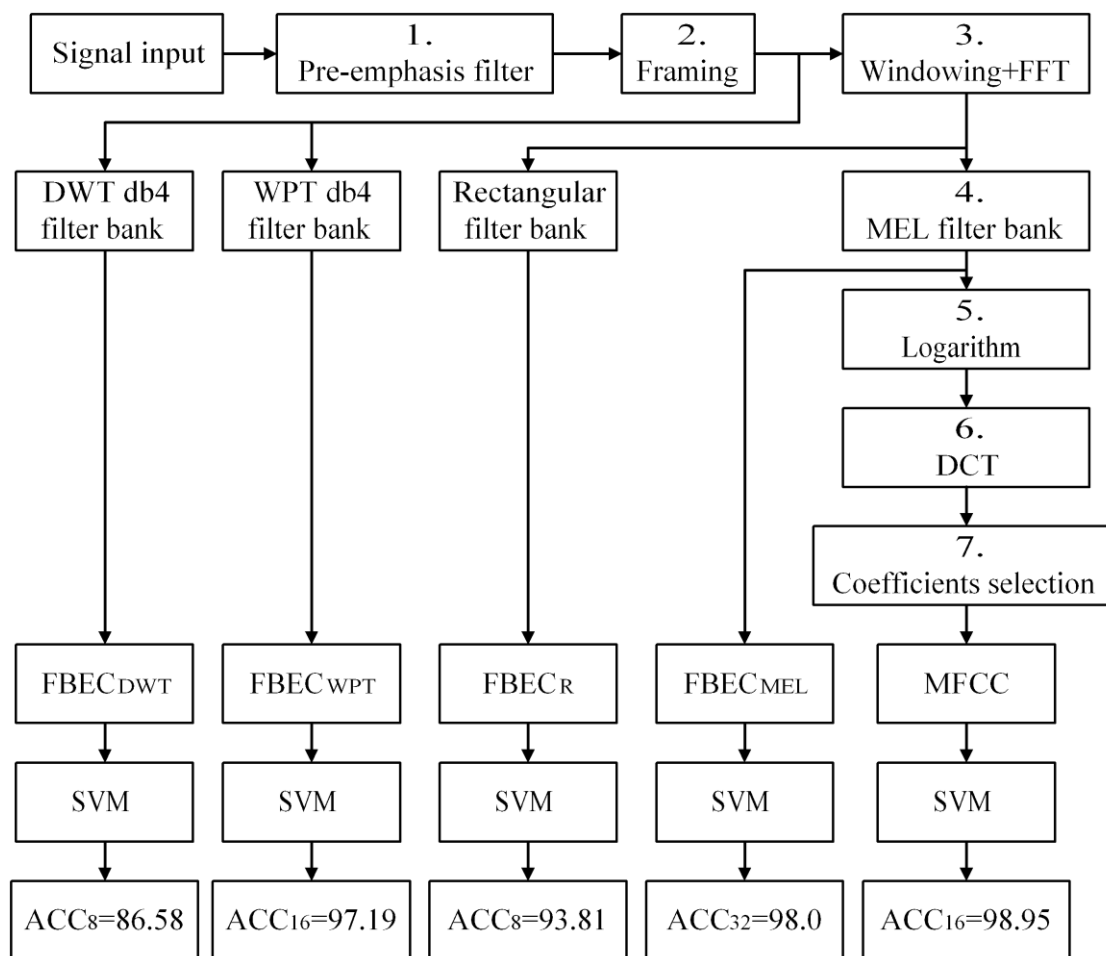 Signal input
1.
Pre-emphasis filter
2.
Framing
3.
Windowing+FFT
DWT db4
filter bank
WPT db4
filter bank
Rectangular
filter bank
4.
MEL filter bank
5.
Logarithm
6.
DCT
7.
Coefficients selection
FBECDWT
FBECWPT
FBECR
FBECMEL
MFCC
SVM
SVM
SVM
SVM
SVM
ACC8=86.58
ACC16=97.19
ACC8=93.81
ACC32=98.0
ACC16=98.95